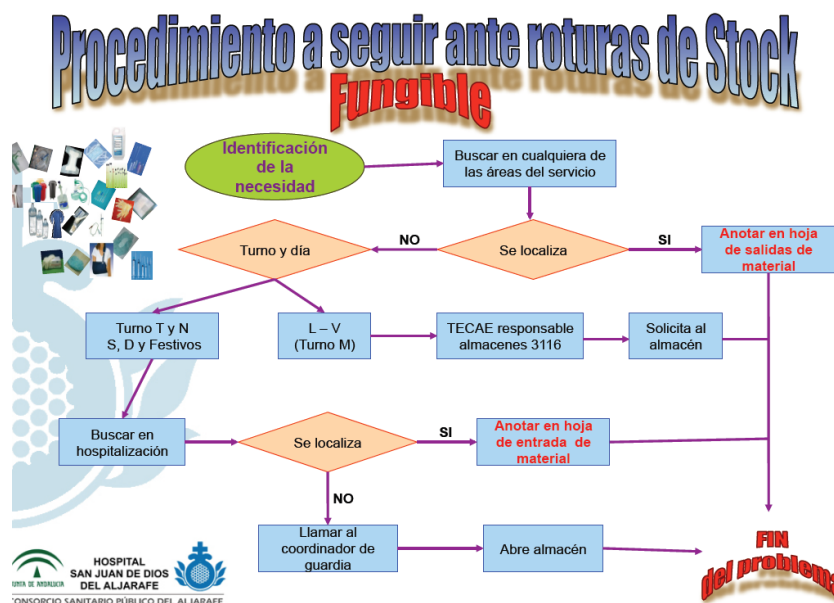 Procedimiento a seguir ante roturas de Stock
Fungible
Identificación
de la
necesidad
Buscar en cualquiera de
las áreas del servicio
Turno y día
NO
Se localiza
SI
Anotar en hoja
de salidas de
material
Turno T y N
S, D y Festivos
L – V
(Turno M)
TECAE responsable
almacenes 3116
Solicita al
almacén
Buscar en
hospitalización
Se localiza
SI
Anotar en hoja
de entrada de
material
NO
Llamar al
coordinador de
guardia
Abre almacén
FIN
del problema
JUNTA DE ANDALUCIA
HOSPITAL
SAN JUAN DE DIOS
DEL ALJARAFE
CONSORCIO SANITARIO PÚBLICO DEL ALJARAFE